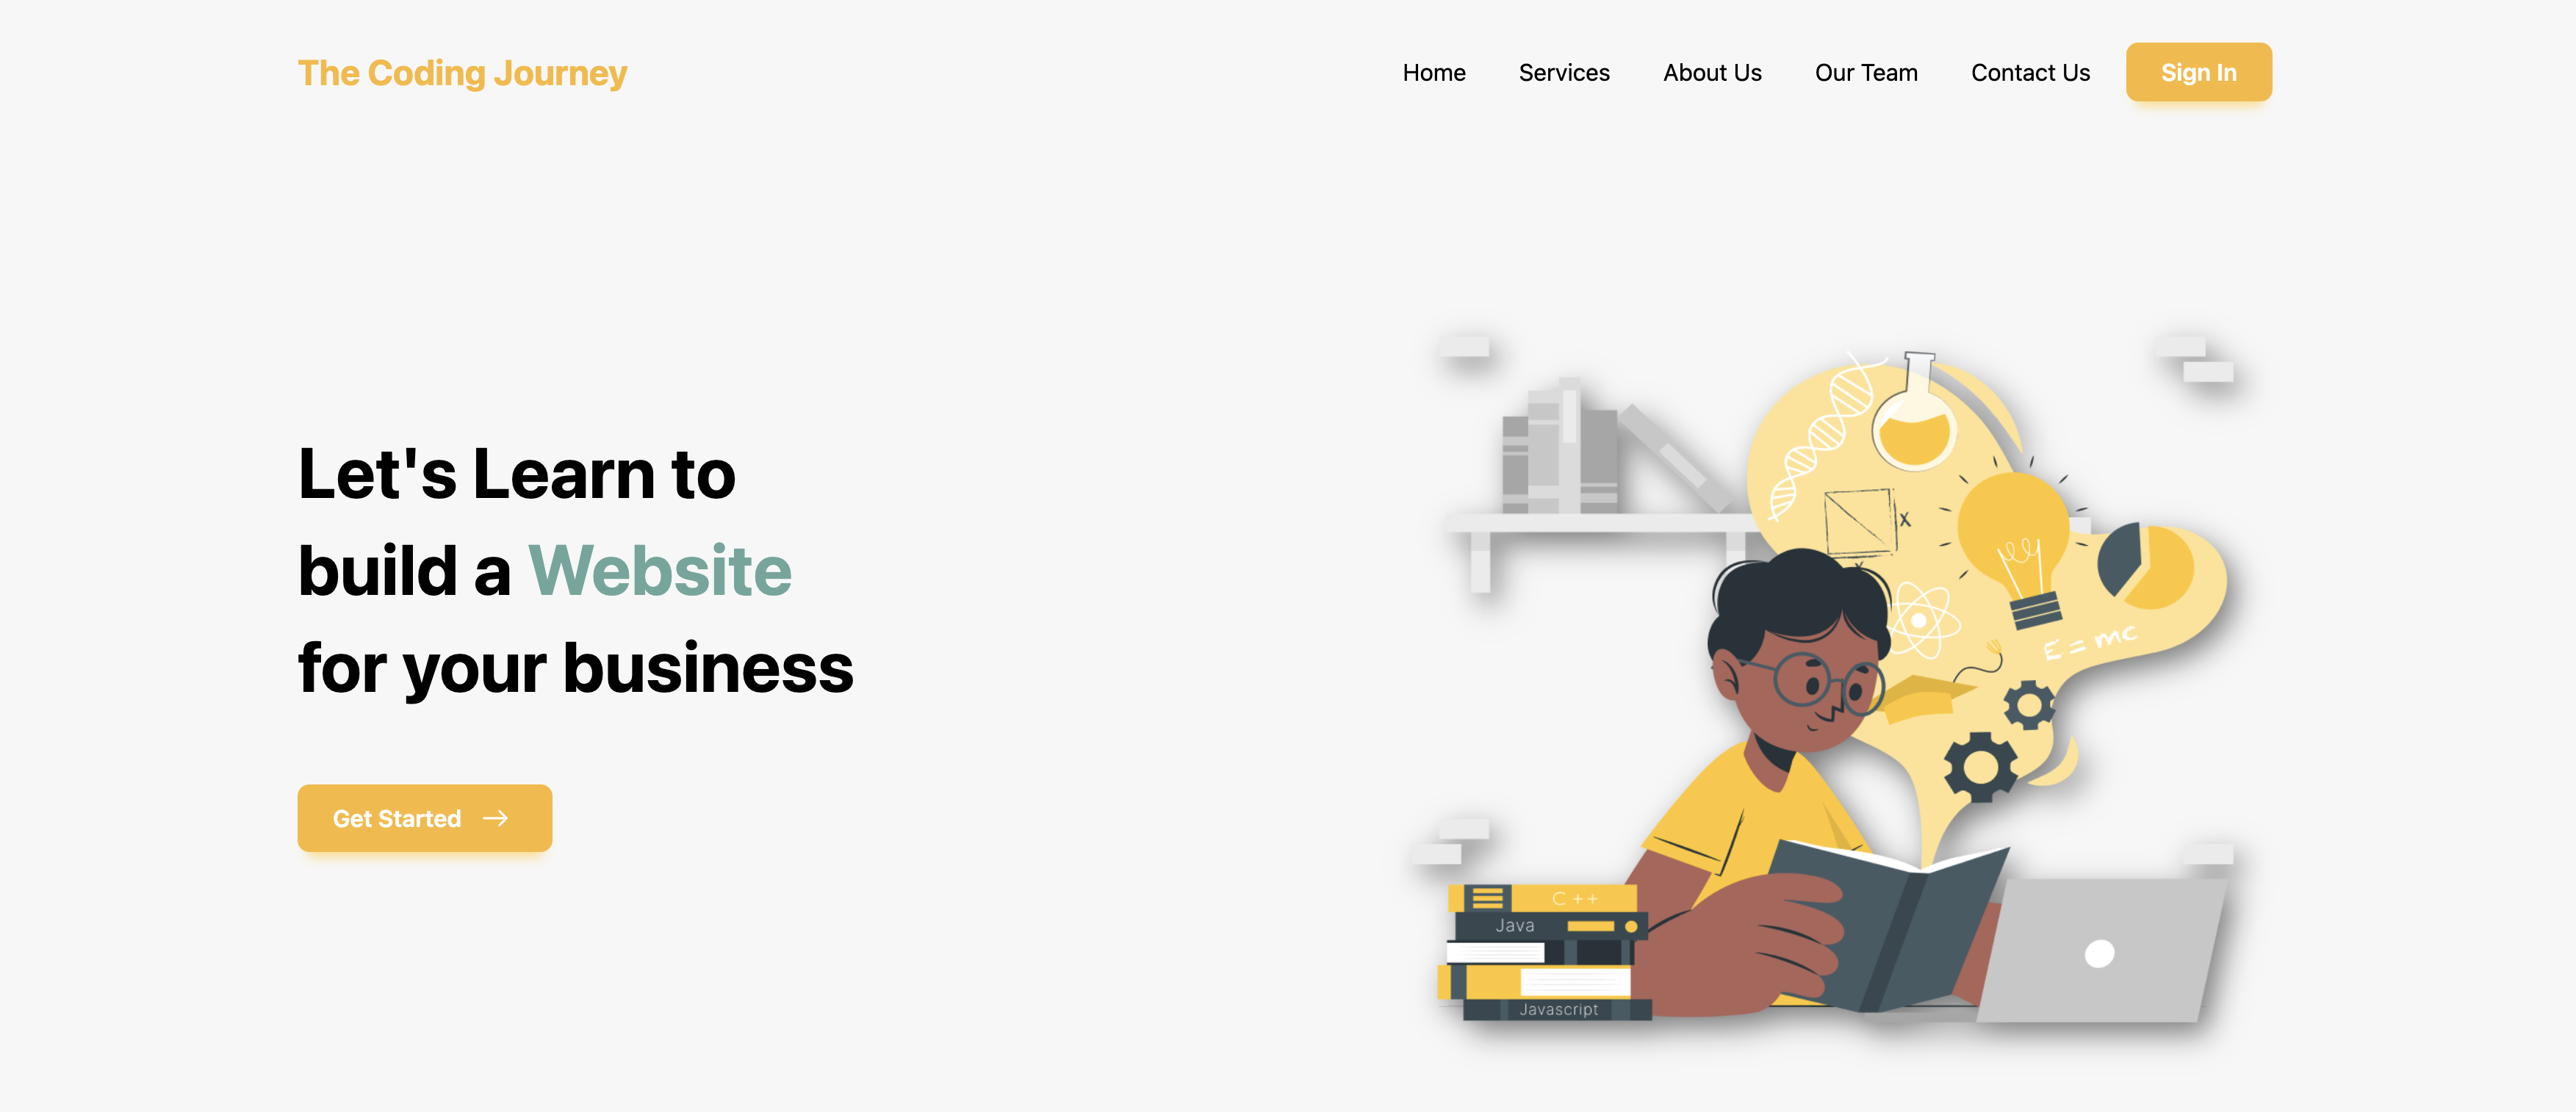 The Coding Journey
Home Services About Us Our Team Contact Us Sign In
Let's Learn to
build a Website
for your business
Get Started →
X
X
E = mc
C ++
Java
Javascript